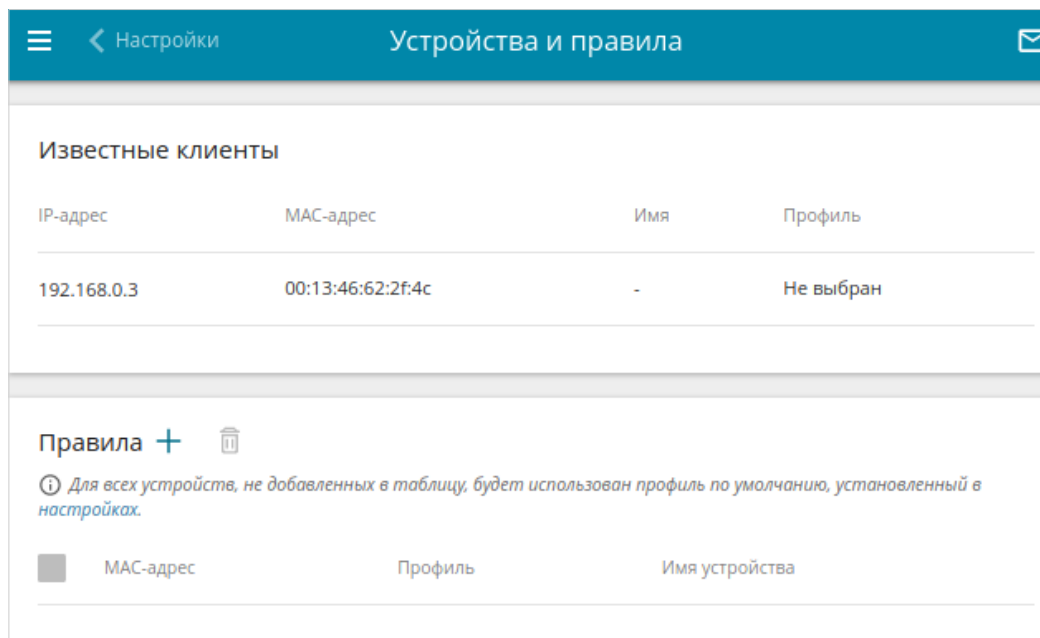 Настройки Устройства и правила
Известные клиенты
IP-адрес MAC-адрес Имя Профиль
192.168.0.3 00:13:46:62:2f:4c - Не выбран
Правила
Для всех устройств, не добавленных в таблицу, будет использован профиль по умолчанию, установленный в
настройках.
MAC-адрес Профиль Имя устройства